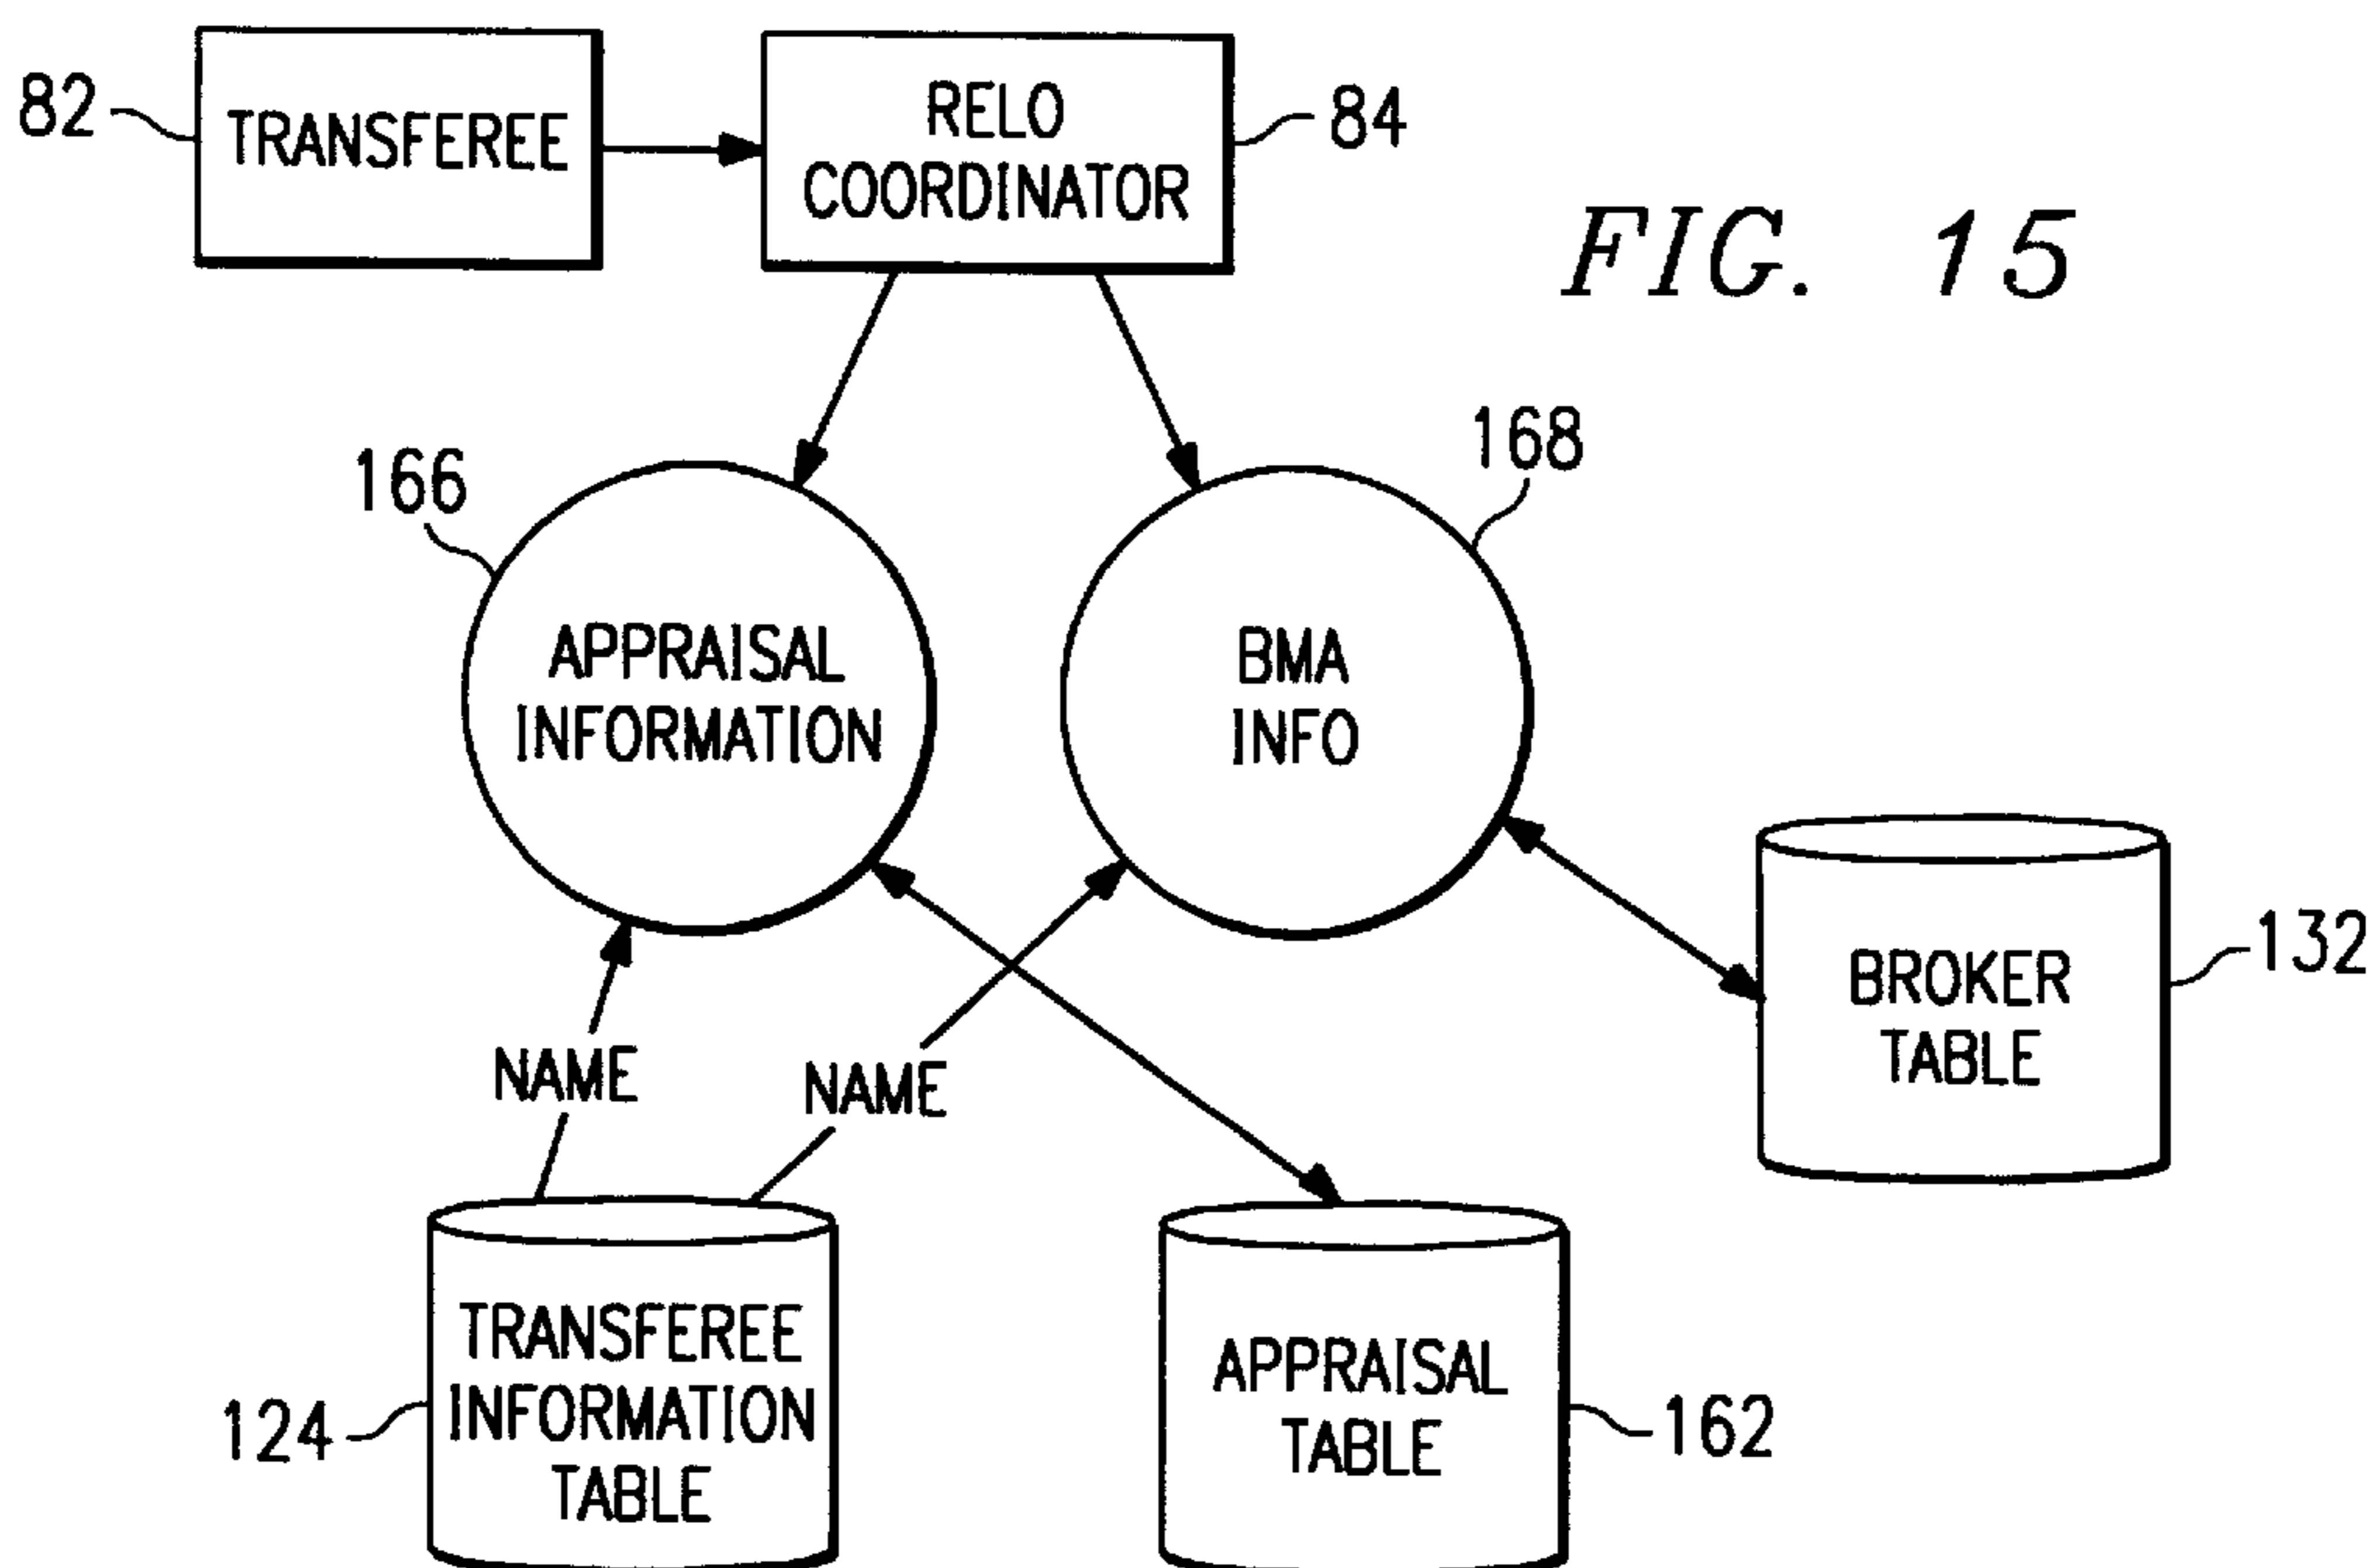 82
TRANSFEREE
RELO
COORDINATOR
84
FIG. 15
166
168
APPRAISAL
INFORMATION
BMA
INFO
132
BROKER
TABLE
NAME
NAME
TRANSFEREE
INFORMATION
TABLE
124
APPRAISAL
TABLE
162